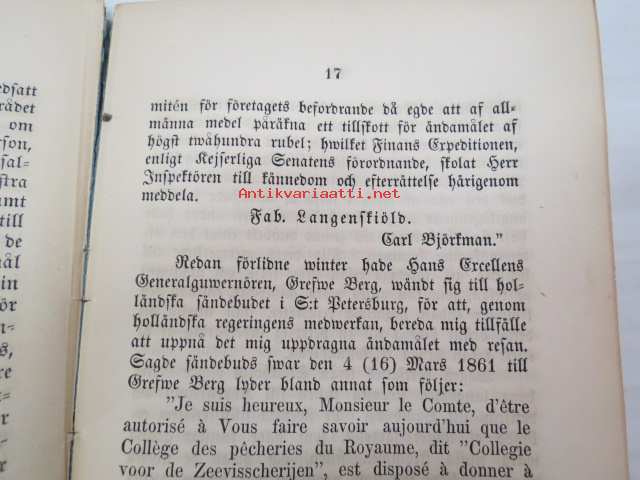 17
mitén för företagets befordrande då egde att af all-
männa medel påräkna ett tillskott för ändamålet af
högst twåhundra rubel; hwilket Finans Expeditionen,
enligt Kejserliga Senatens förordnande, skolat Herr
Inspektören till kännedom och efterrättelse härigenom
meddela.
Antikvariaatti.net
Fab. Langenskiöld.
Carl Björkman."
Redan förlidne winter hade Hans Excellens
Generalguwernören, Grefwe Berg, wändt sig till hol-
ländska sändebudet i S:t Petersburg, för att, genom
holländska regeringens medwerkan, bereda mig tillfälle
att uppnå det mig uppdragna ändamålet med resan.
Sagde sändebuds swar den 4 (16) Mars 1861 till
Grefwe Berg lyder bland annat som följer:
"Je suis heureux, Monsieur le Comte, d'être
autorisé à Vous faire savoir aujourd'hui que le
Collège des pêcheries du Royaume, dit "Collegie
voor de Zeevisscherijen", est disposé à donner à
om
till
de